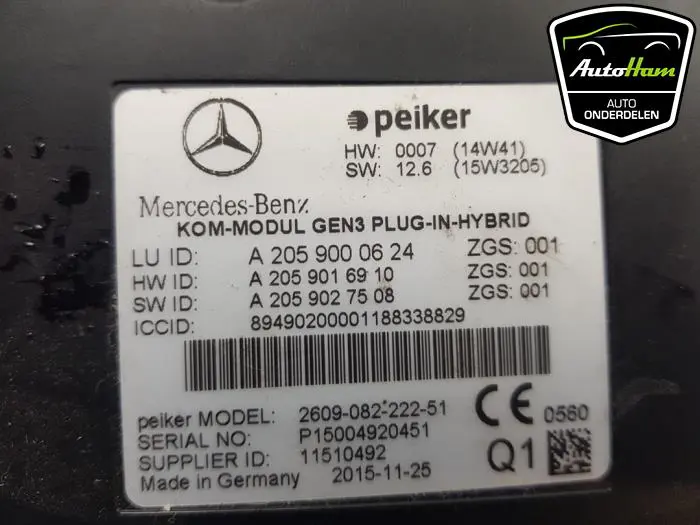 AutoHam
AUTO
ONDERDELEN
peiker
HW: 0007 (14W41)
SW: 12.6 (15W3205)
Mercedes-Benz
KOM-MODUL GEN3 PLUG-IN-HYBRID
LU ID: A 205 900 06 24 ZGS: 001
HW ID: A 205 901 69 10 ZGS: 001
SW ID: A 205 902 75 08 ZGS: 001
ICCID: 89490200001188338829
peiker MODEL: 2609-082-222-51
SERIAL NO: P15004920451
SUPPLIER ID: 11510492
Made in Germany 2015-11-25
CE 0560
Q1